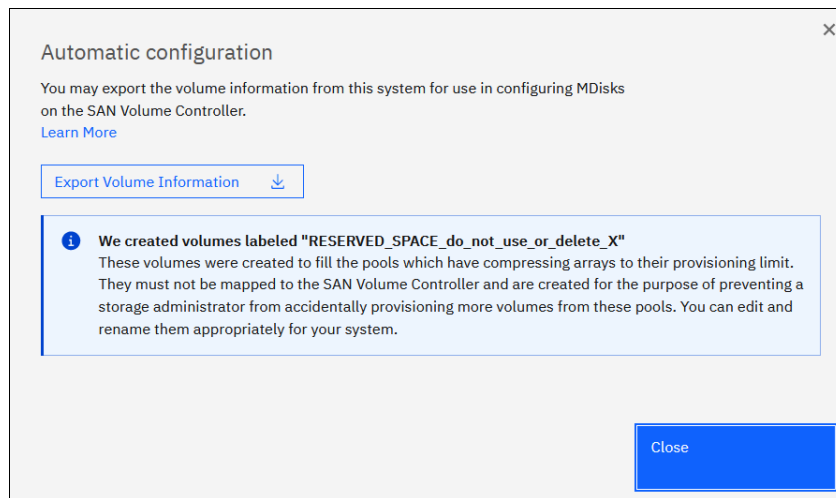 Automatic configuration
You may export the volume information from this system for use in configuring MDisks
on the SAN Volume Controller.
Learn More
Export Volume Information
We created volumes labeled "RESERVED_SPACE_do_not_use_or_delete_X"
These volumes were created to fill the pools which have compressing arrays to their provisioning limit.
They must not be mapped to the SAN Volume Controller and are created for the purpose of preventing a
storage administrator from accidentally provisioning more volumes from these pools. You can edit and
rename them appropriately for your system.
Close